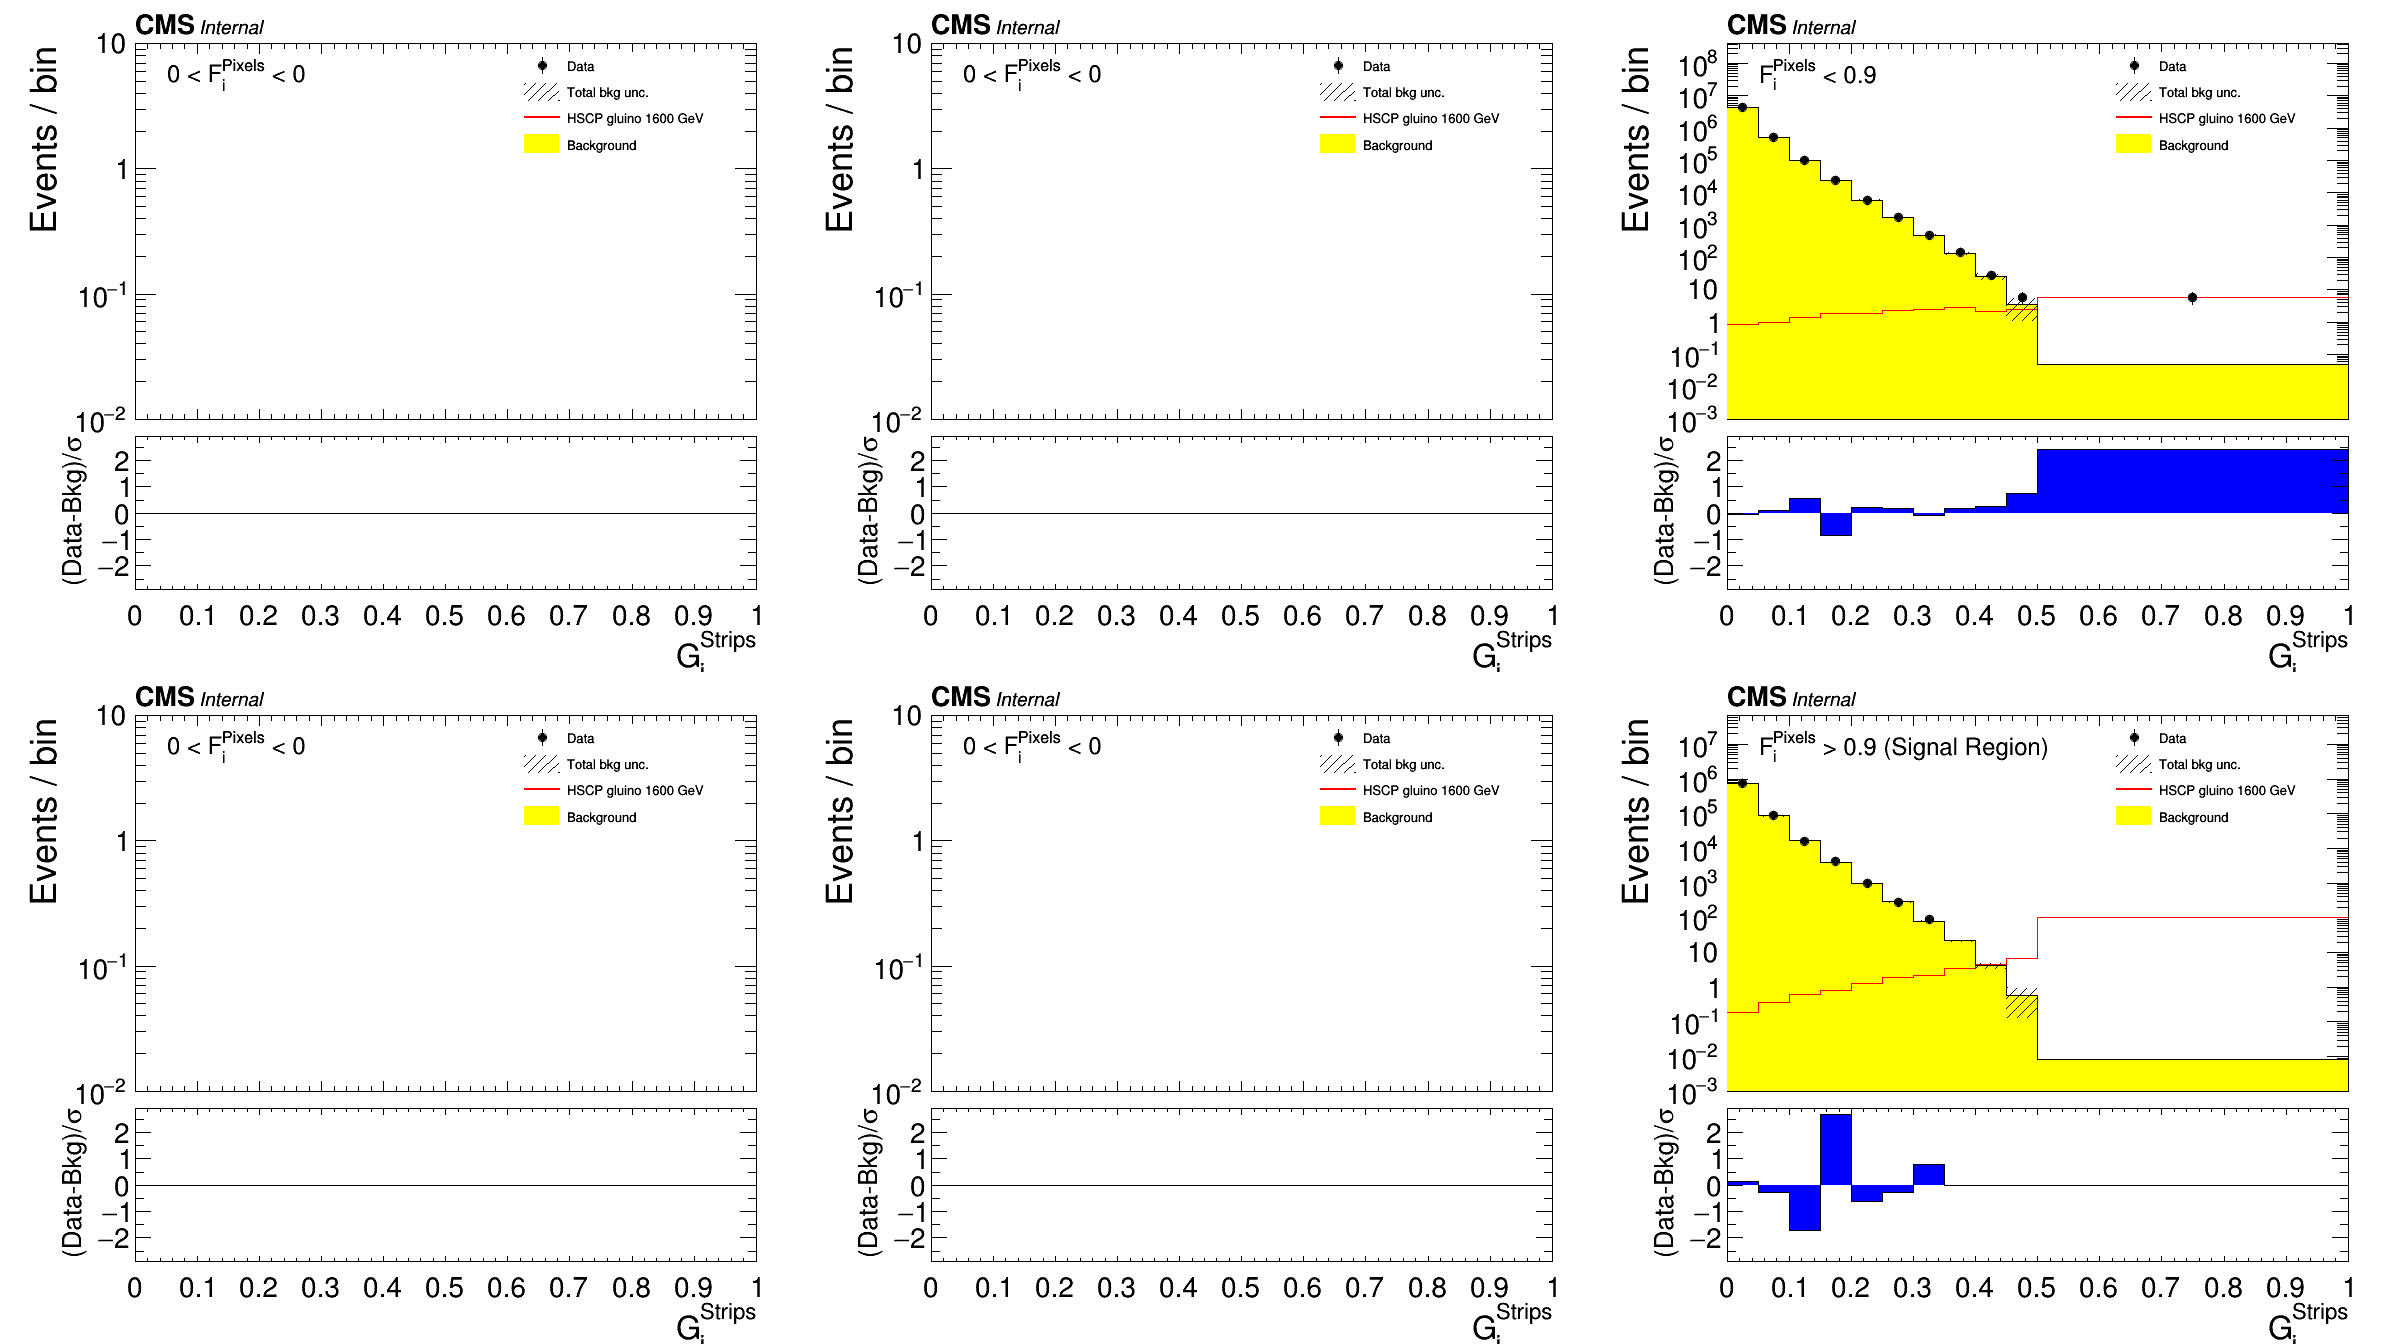 CMS Internal
Events / bin
0 < F_i^Pixels < 0
Data
Total bkg unc.
HSCP gluino 1600 GeV
Background
10
1
10^−1
10^−2
(Data-Bkg)/σ
2
1
0
−1
−2
0 0.1 0.2 0.3 0.4 0.5 0.6 0.7 0.8 0.9 1
G_i^Strips
CMS Internal
Events / bin
0 < F_i^Pixels < 0
Data
Total bkg unc.
HSCP gluino 1600 GeV
Background
10
1
10^−1
10^−2
(Data-Bkg)/σ
2
1
0
−1
−2
0 0.1 0.2 0.3 0.4 0.5 0.6 0.7 0.8 0.9 1
G_i^Strips
CMS Internal
Events / bin
F_i^Pixels < 0.9
Data
Total bkg unc.
HSCP gluino 1600 GeV
Background
10^8
10^7
10^6
10^5
10^4
10^3
10^2
10
1
10^−1
10^−2
10^−3
(Data-Bkg)/σ
2
1
0
−1
−2
0 0.1 0.2 0.3 0.4 0.5 0.6 0.7 0.8 0.9 1
G_i^Strips
CMS Internal
Events / bin
0 < F_i^Pixels < 0
Data
Total bkg unc.
HSCP gluino 1600 GeV
Background
10
1
10^−1
10^−2
(Data-Bkg)/σ
2
1
0
−1
−2
0 0.1 0.2 0.3 0.4 0.5 0.6 0.7 0.8 0.9 1
G_i^Strips
CMS Internal
Events / bin
0 < F_i^Pixels < 0
Data
Total bkg unc.
HSCP gluino 1600 GeV
Background
10
1
10^−1
10^−2
(Data-Bkg)/σ
2
1
0
−1
−2
0 0.1 0.2 0.3 0.4 0.5 0.6 0.7 0.8 0.9 1
G_i^Strips
CMS Internal
Events / bin
F_i^Pixels > 0.9 (Signal Region)
Data
Total bkg unc.
HSCP gluino 1600 GeV
Background
10^7
10^6
10^5
10^4
10^3
10^2
10
1
10^−1
10^−2
10^−3
(Data-Bkg)/σ
2
1
0
−1
−2
0 0.1 0.2 0.3 0.4 0.5 0.6 0.7 0.8 0.9 1
G_i^Strips